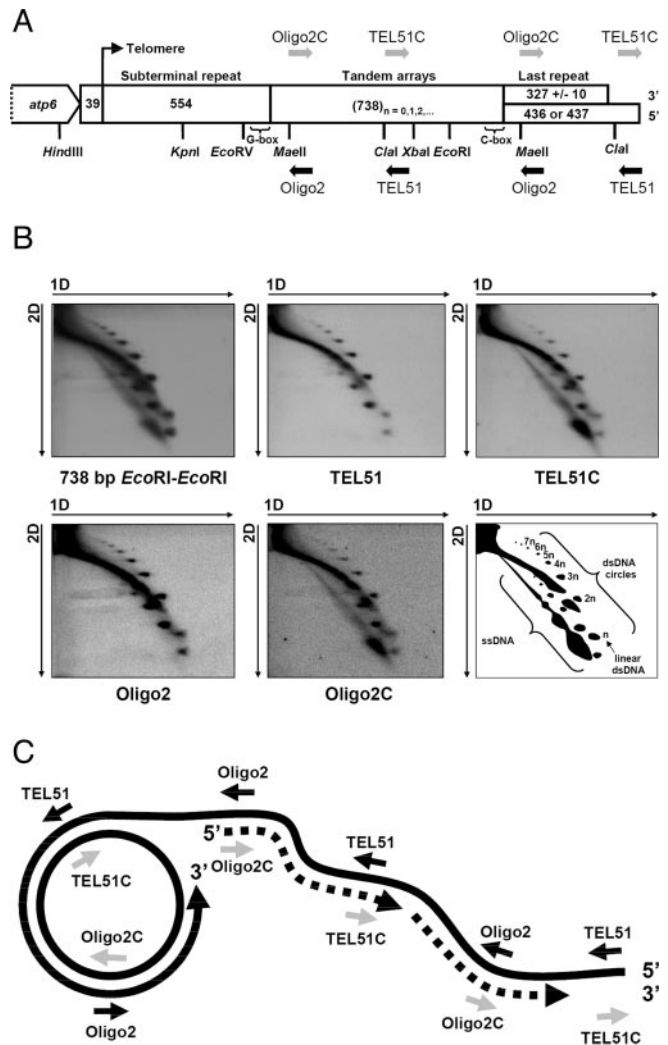 A
Oligo2C TEL51C Oligo2C TEL51C
Telomere
Subterminal repeat Tandem arrays Last repeat
atp6 39 554 (738)n = 0,1,2,... 327 +/- 10 3'
436 or 437 5'
HindIII KpnI EcoRV G-box MaeII ClaI XbaI EcoRI C-box MaeII ClaI
Oligo2 TEL51 Oligo2 TEL51
B
1D 1D 1D
2D 2D 2D
738 bp EcoRI-EcoRI TEL51 TEL51C
1D 1D 1D
2D 2D 2D
7n
6n
5n
4n
3n
2n
n
dsDNA
circles
ssDNA
linear
dsDNA
Oligo2 Oligo2C
C
TEL51 Oligo2
5'
3' Oligo2C
TEL51
TEL51C
Oligo2C
TEL51C
Oligo2 TEL51
5'
3'
Oligo2
Oligo2C
TEL51C